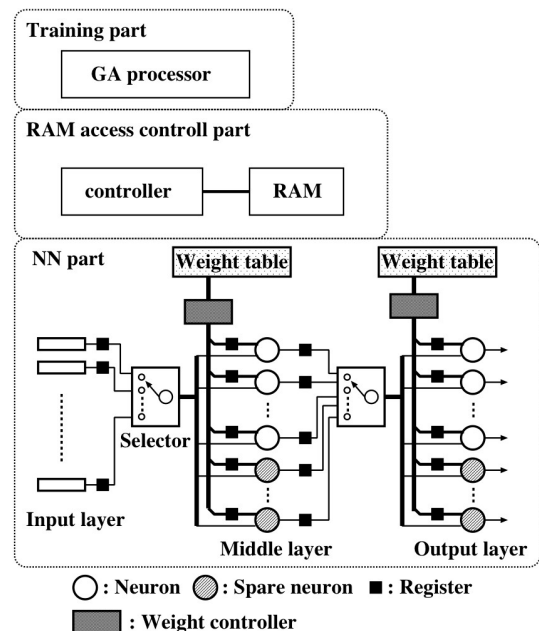 Training part
GA processor
RAM access controll part
controller
RAM
NN part
Weight table
Weight table
Selector
Input layer
Middle layer
Output layer
: Neuron
: Spare neuron
: Register
: Weight controller